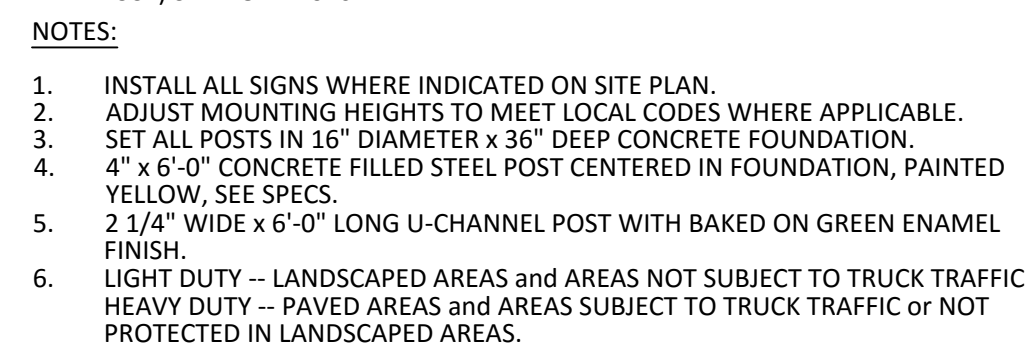 NOTES:
1. INSTALL ALL SIGNS WHERE INDICATED ON SITE PLAN.
2. ADJUST MOUNTING HEIGHTS TO MEET LOCAL CODES WHERE APPLICABLE.
3. SET ALL POSTS IN 16" DIAMETER x 36" DEEP CONCRETE FOUNDATION.
4. 4" x 6'-0" CONCRETE FILLED STEEL POST CENTERED IN FOUNDATION, PAINTED
YELLOW, SEE SPECS.
5. 2 1/4" WIDE x 6'-0" LONG U-CHANNEL POST WITH BAKED ON GREEN ENAMEL
FINISH.
6. LIGHT DUTY -- LANDSCAPED AREAS and AREAS NOT SUBJECT TO TRUCK TRAFFIC
HEAVY DUTY -- PAVED AREAS and AREAS SUBJECT TO TRUCK TRAFFIC or NOT
PROTECTED IN LANDSCAPED AREAS.